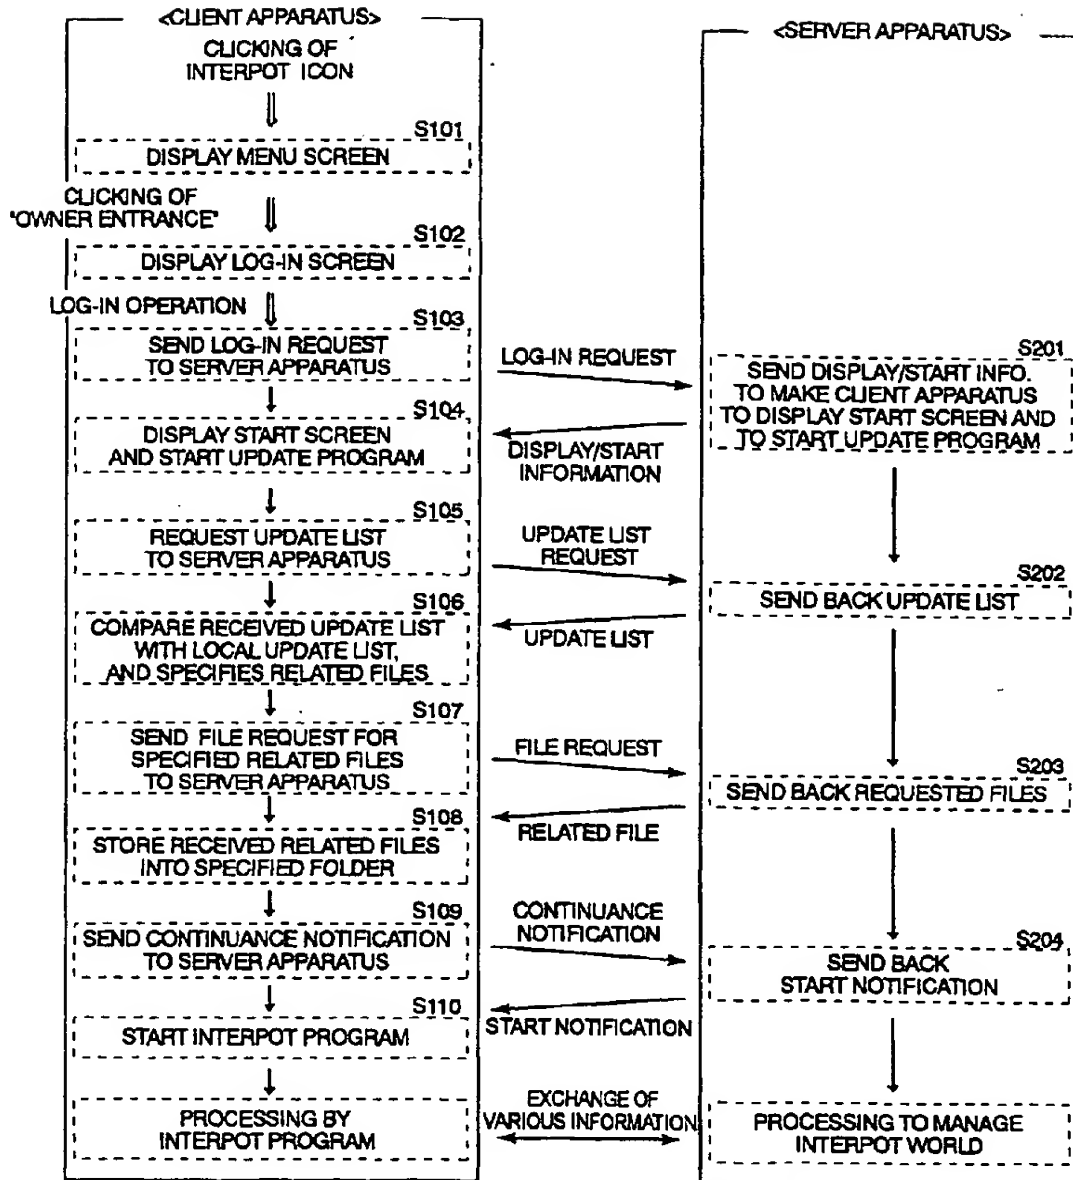 <CLIENT APPARATUS>
CLICKING OF
INTERPOT ICON
S101
DISPLAY MENU SCREEN
CLICKING OF
"OWNER ENTRANCE"
S102
DISPLAY LOG-IN SCREEN
LOG-IN OPERATION
S103
SEND LOG-IN REQUEST
TO SERVER APPARATUS
S104
DISPLAY START SCREEN
AND START UPDATE PROGRAM
S105
REQUEST UPDATE LIST
TO SERVER APPARATUS
S106
COMPARE RECEIVED UPDATE LIST
WITH LOCAL UPDATE LIST,
AND SPECIFIES RELATED FILES
S107
SEND FILE REQUEST FOR
SPECIFIED RELATED FILES
TO SERVER APPARATUS
S108
STORE RECEIVED RELATED FILES
INTO SPECIFIED FOLDER
S109
SEND CONTINUANCE NOTIFICATION
TO SERVER APPARATUS
S110
START INTERPOT PROGRAM
PROCESSING BY
INTERPOT PROGRAM
LOG-IN REQUEST
DISPLAY/START
INFORMATION
UPDATE LIST
REQUEST
UPDATE LIST
FILE REQUEST
RELATED FILE
CONTINUANCE
NOTIFICATION
START NOTIFICATION
EXCHANGE OF
VARIOUS INFORMATION
<SERVER APPARATUS>
S201
SEND DISPLAY/START INFO.
TO MAKE CLIENT APPARATUS
TO DISPLAY START SCREEN AND
TO START UPDATE PROGRAM
S202
SEND BACK UPDATE LIST
S203
SEND BACK REQUESTED FILES
S204
SEND BACK
START NOTIFICATION
PROCESSING TO MANAGE
INTERPOT WORLD